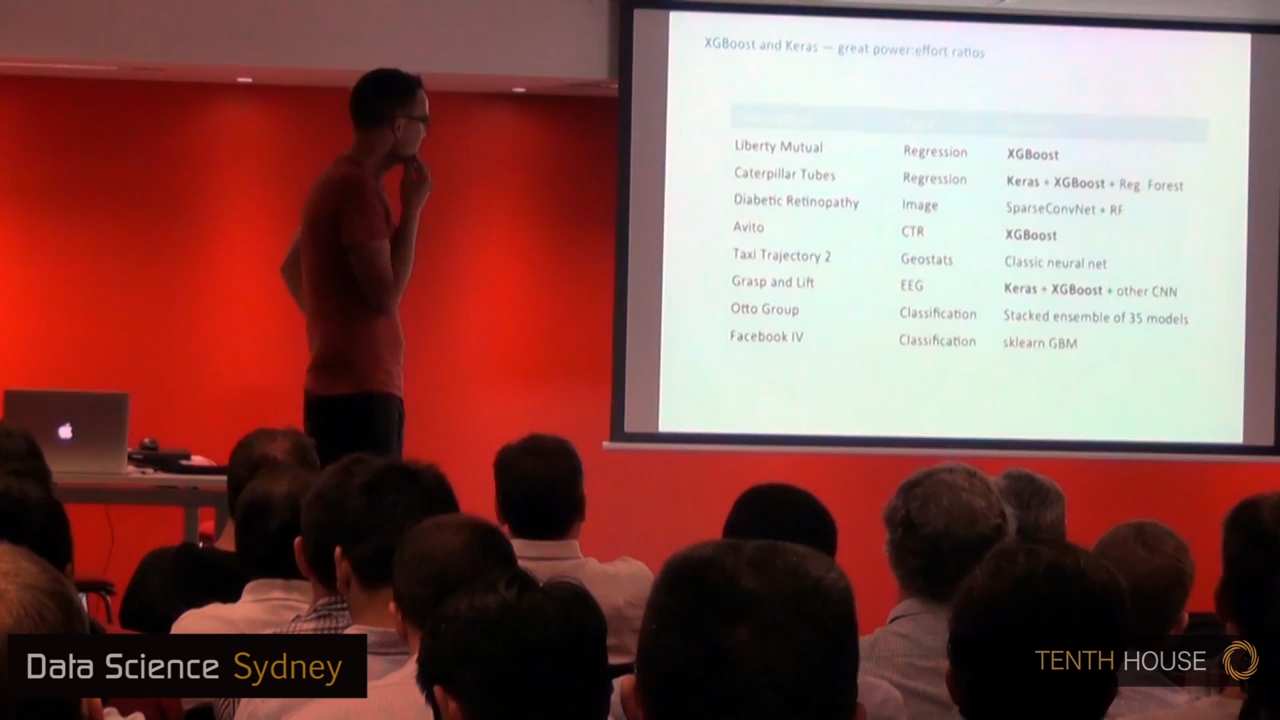 XGBoost and Keras — great power:effort ratios
Liberty Mutual Regression XGBoost
Caterpillar Tubes Regression Keras + XGBoost + Reg. Forest
Diabetic Retinopathy Image SparseConvNet + RF
Avito CTR XGBoost
Taxi Trajectory 2 Geostats Classic neural net
Grasp and Lift EEG Keras + XGBoost + other CNN
Otto Group Classification Stacked ensemble of 35 models
Facebook IV Classification sklearn GBM
Data Science Sydney
TENTH HOUSE